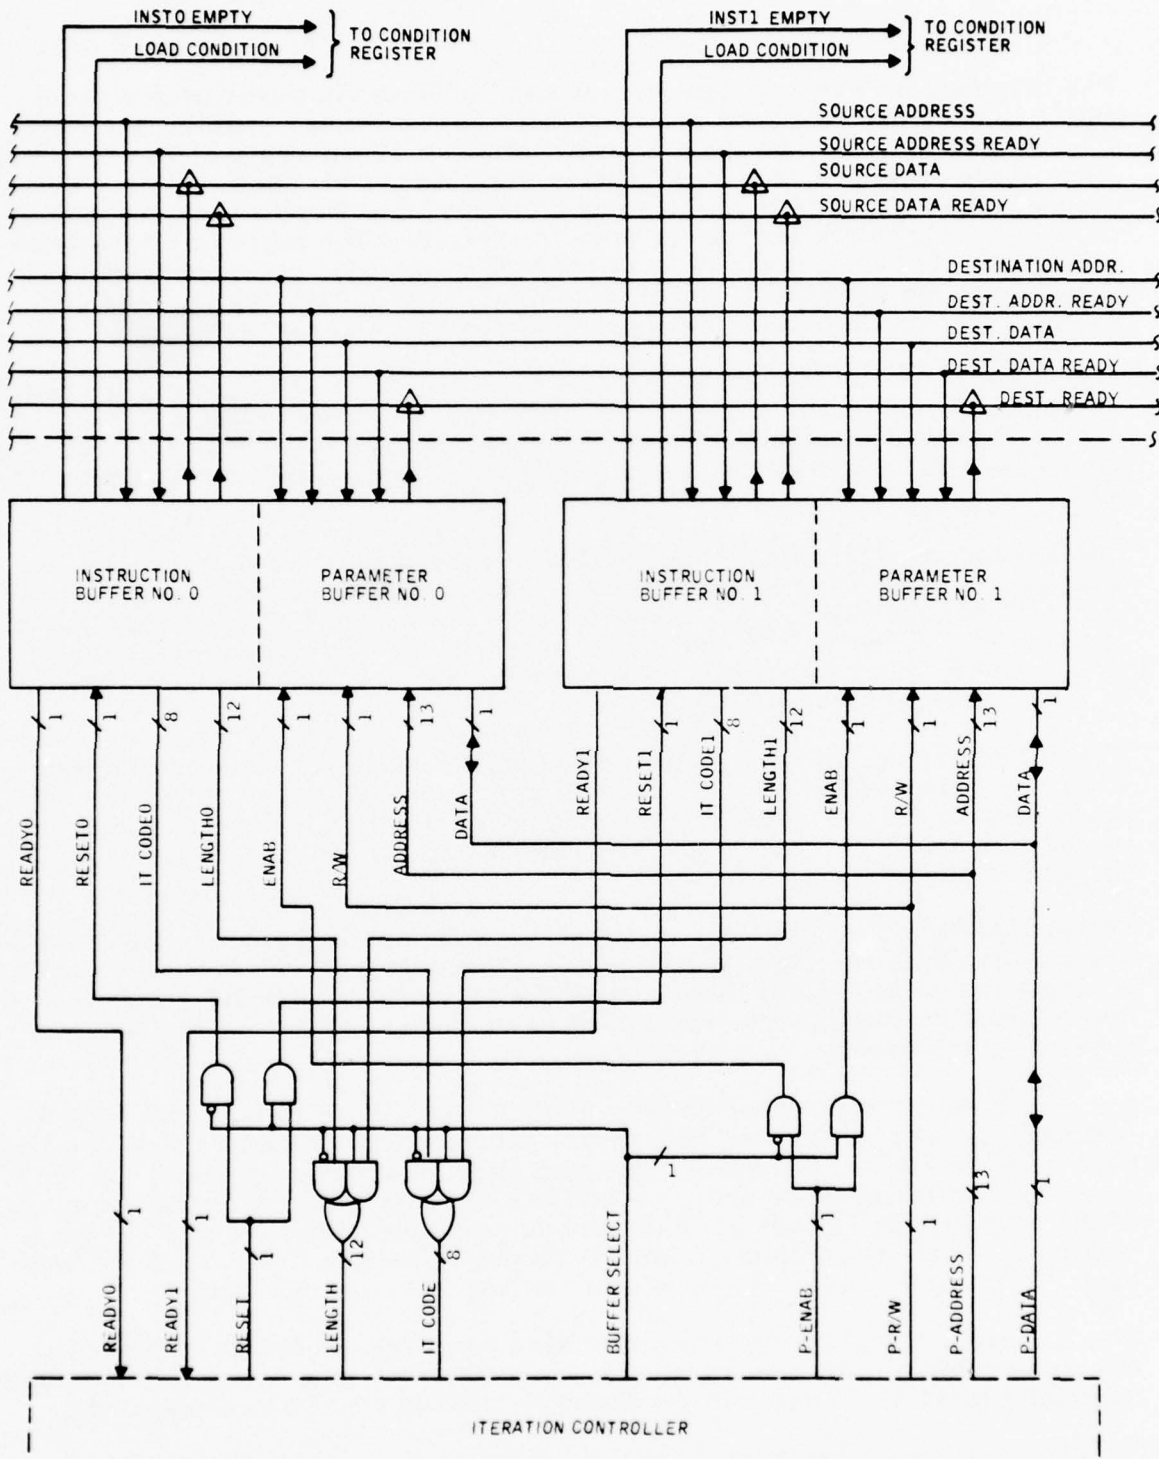 INST0 EMPTY
LOAD CONDITION
TO CONDITION
REGISTER
INST1 EMPTY
LOAD CONDITION
TO CONDITION
REGISTER
SOURCE ADDRESS
SOURCE ADDRESS READY
SOURCE DATA
SOURCE DATA READY
DESTINATION ADDR.
DEST. ADDR. READY
DEST. DATA
DEST. DATA READY
DEST. READY
INSTRUCTION
BUFFER NO. 0
PARAMETER
BUFFER NO. 0
INSTRUCTION
BUFFER NO. 1
PARAMETER
BUFFER NO. 1
1
1
8
12
1
1
13
1
1
8
12
1
1
13
1
READY0
RESET0
IT CODE0
LENGTH0
ENAB
R/W
ADDRESS
DATA
READY1
RESET1
IT CODE1
LENGTH1
ENAB
R/W
ADDRESS
DATA
1
1
1
1
12
8
1
1
13
1
READY0
READY1
RESET
LENGTH
IT CODE
BUFFER SELECT
P-ENAB
P-R/W
P-ADDRESS
P-DATA
ITERATION CONTROLLER